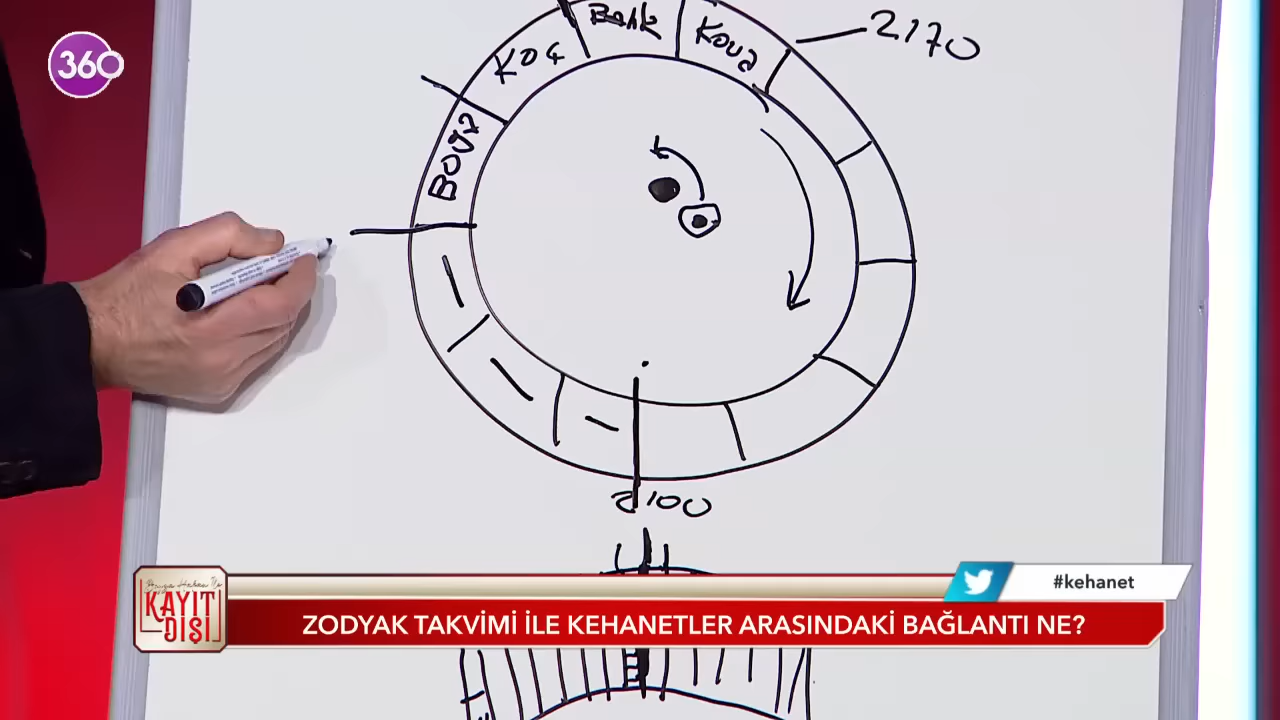 360
Balık
Koç
Kova
2170
BOĞA
2100
KAYIT
DIŞI
#kehanet
ZODYAK TAKVİMİ İLE KEHANETLER ARASINDAKİ BAĞLANTI NE?